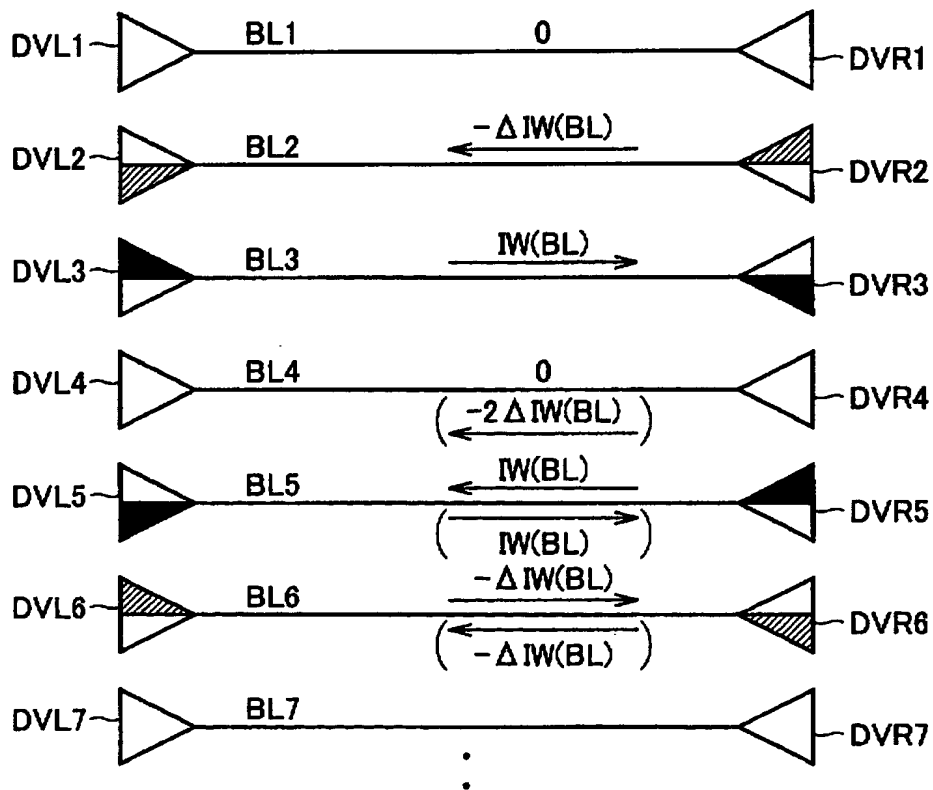 DVL1 BL1 0 DVR1
-ΔIW(BL)
DVL2 BL2 DVR2
IW(BL)
DVL3 BL3 DVR3
DVL4 BL4 0 DVR4
(-2ΔIW(BL))
IW(BL)
DVL5 BL5 DVR5
(IW(BL))
-ΔIW(BL)
DVL6 BL6 DVR6
(-ΔIW(BL))
DVL7 BL7 DVR7